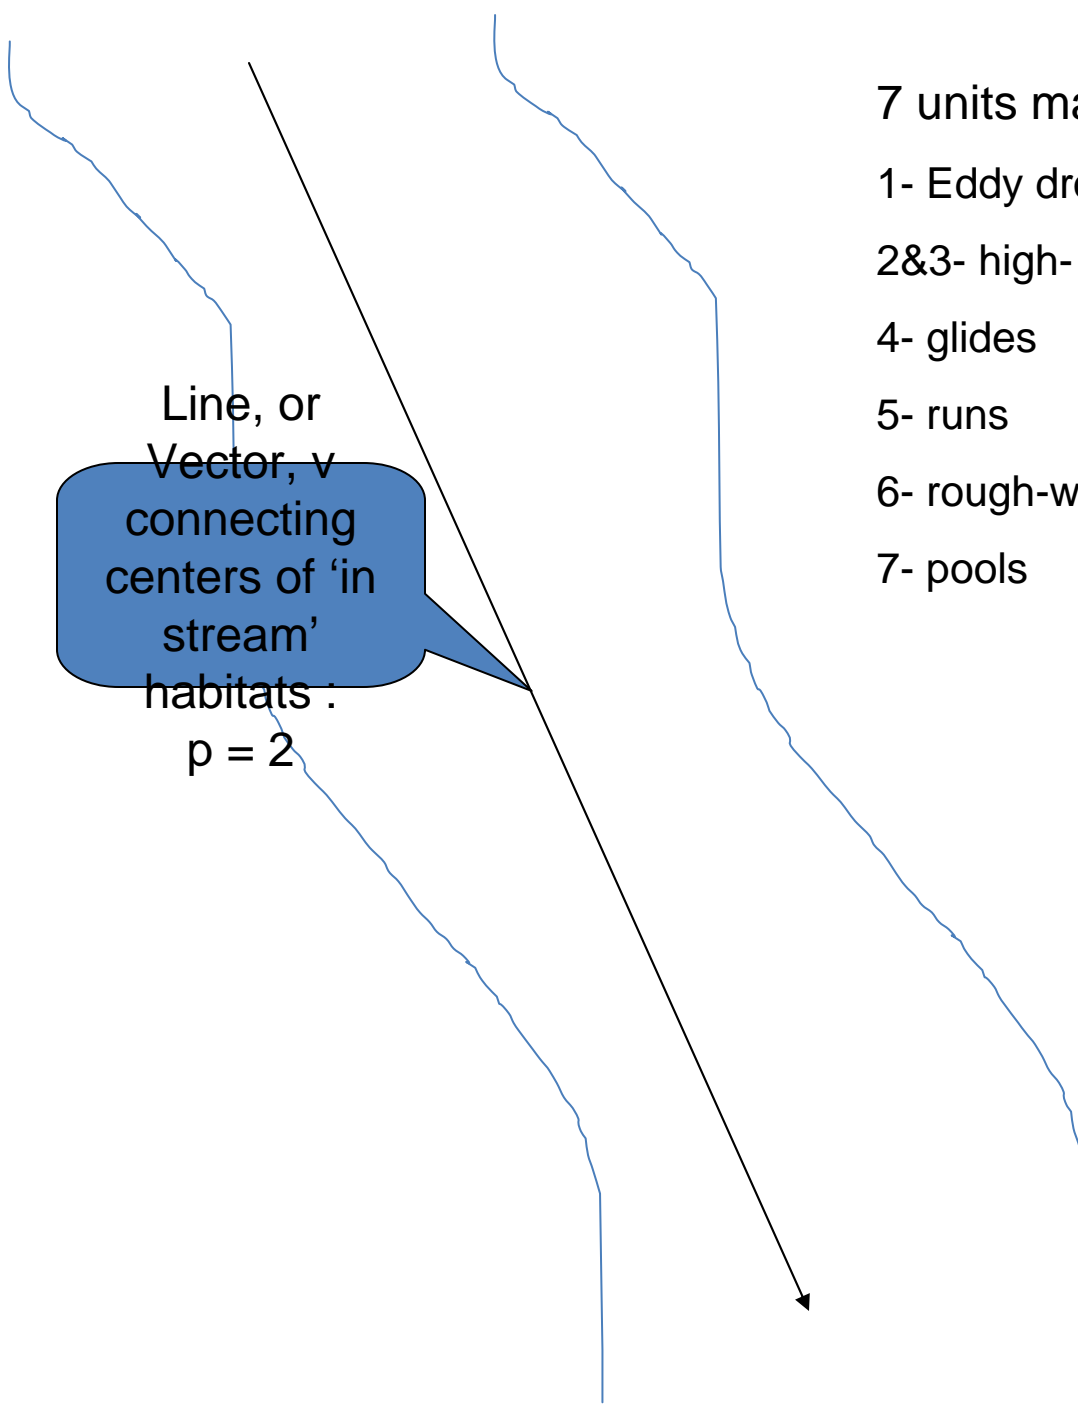 7 units
1- Eddy
2&3- high-
4- glides
5- runs
6-
7- pools
Line, or
Vector, v
connecting
centers of ‘in
stream’
habitats :
p = 2